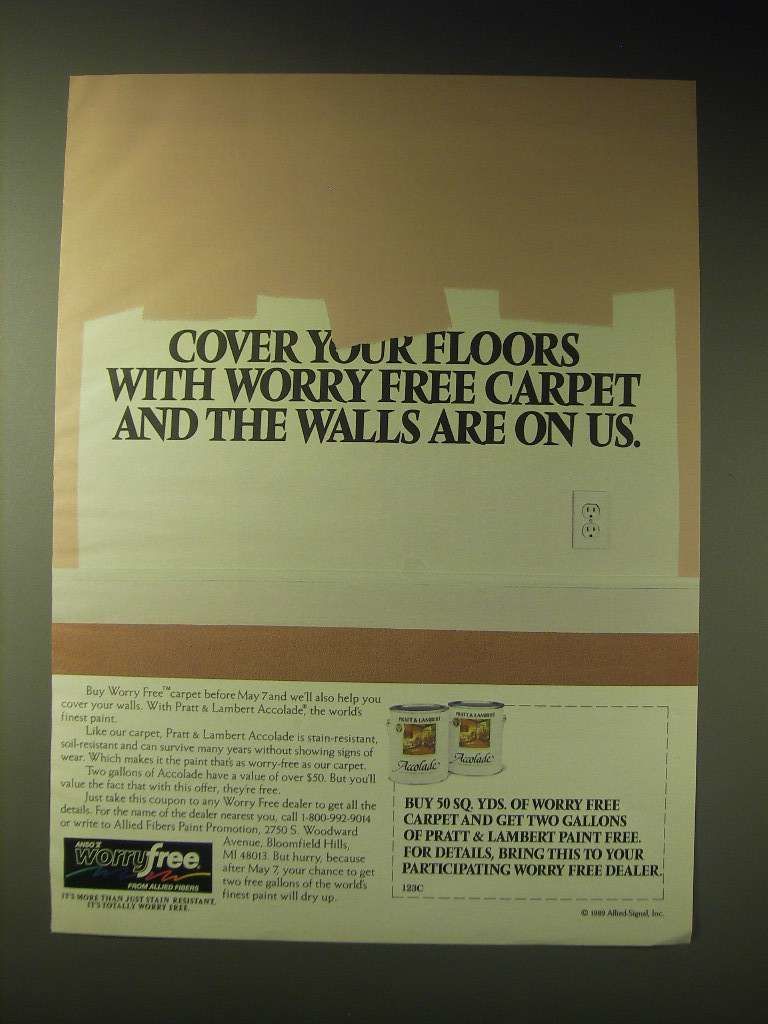 COVER YOUR FLOORS
WITH WORRY FREE CARPET
AND THE WALLS ARE ON US.
Buy Worry Free™ carpet before May 7 and we'll also help you
cover your walls. With Pratt & Lambert Accolade®, the world's
finest paint.
Like our carpet, Pratt & Lambert Accolade is stain-resistant,
soil-resistant and can survive many years without showing signs of
wear. Which makes it the paint that's as worry-free as our carpet.
Two gallons of Accolade have a value of over $50. But you'll
value the fact that with this offer, they're free.
Just take this coupon to any Worry Free dealer to get all the
details. For the name of the dealer nearest you, call 1-800-992-9014
or write to Allied Fibers Paint Promotion, 2750 S. Woodward
Avenue, Bloomfield Hills,
MI 48013. But hurry, because
after May 7, your chance to get
two free gallons of the world's
finest paint will dry up.
ANSO V
worryfree
FROM ALLIED FIBERS
IT'S MORE THAN JUST STAIN RESISTANT.
IT'S TOTALLY WORRY FREE.
PRATT & LAMBERT
Accolade
PRATT & LAMBERT
Accolade
BUY 50 SQ. YDS. OF WORRY FREE
CARPET AND GET TWO GALLONS
OF PRATT & LAMBERT PAINT FREE.
FOR DETAILS, BRING THIS TO YOUR
PARTICIPATING WORRY FREE DEALER.
123C
© 1989 Allied-Signal, Inc.